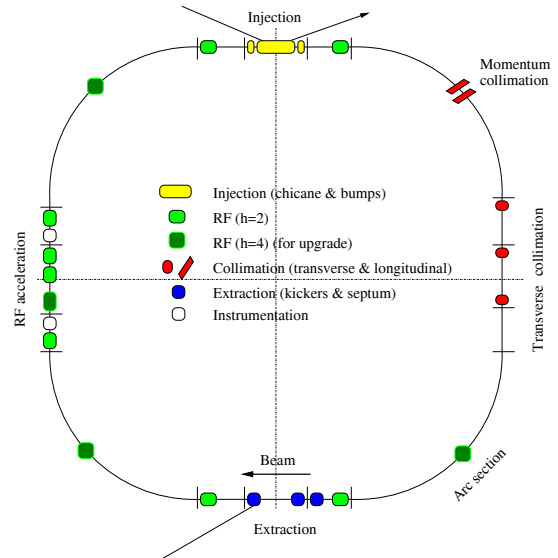 Injection
Momentum
collimation
Injection (chicane & bumps)
RF (h=2)
RF (h=4) (for upgrade)
Collimation (transverse & longitudinal)
Extraction (kickers & septum)
Instrumentation
RF acceleration
Transverse collimation
Beam
Arc section
Extraction